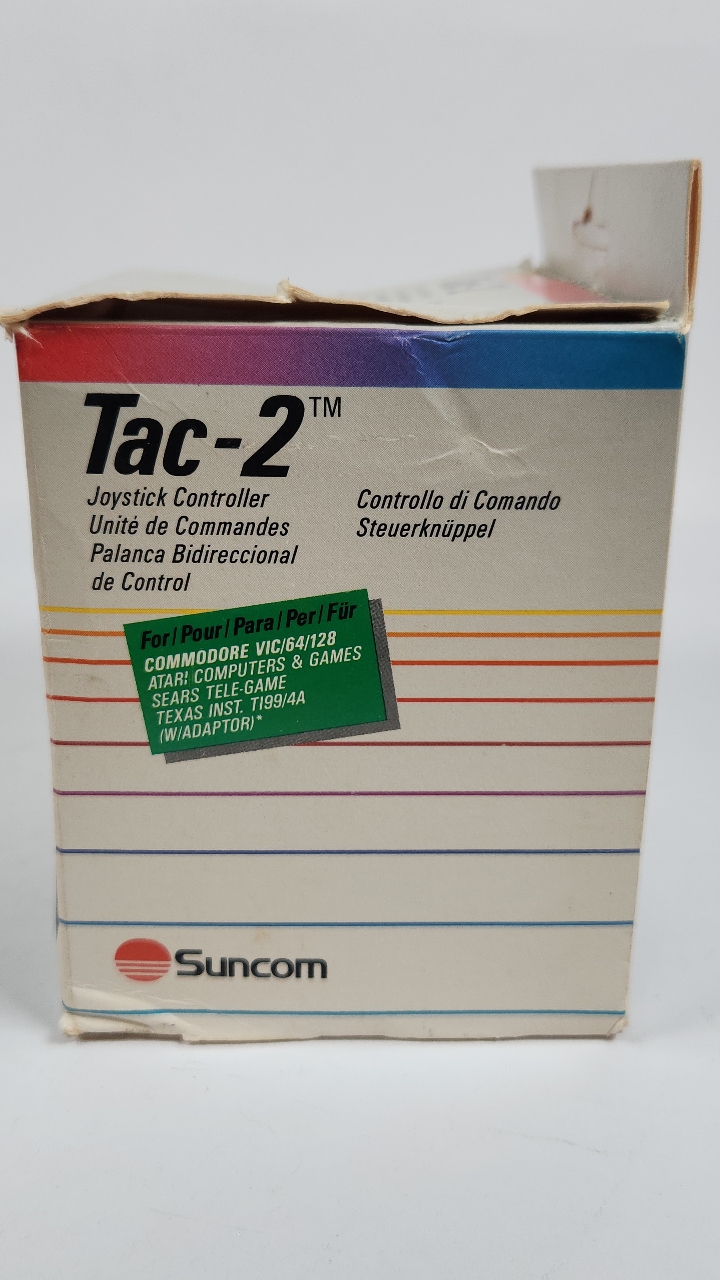 Tac-2™
Joystick Controller
Unité de Commandes
Palanca Bidireccional
de Control
Controllo di Comando
Steuerknüppel
For/Pour/Para/Per/Für
COMMODORE VIC/64/128
ATARI COMPUTERS & GAMES
SEARS TELE-GAME
TEXAS INST. TI99/4A
(W/ADAPTOR)*
Suncom